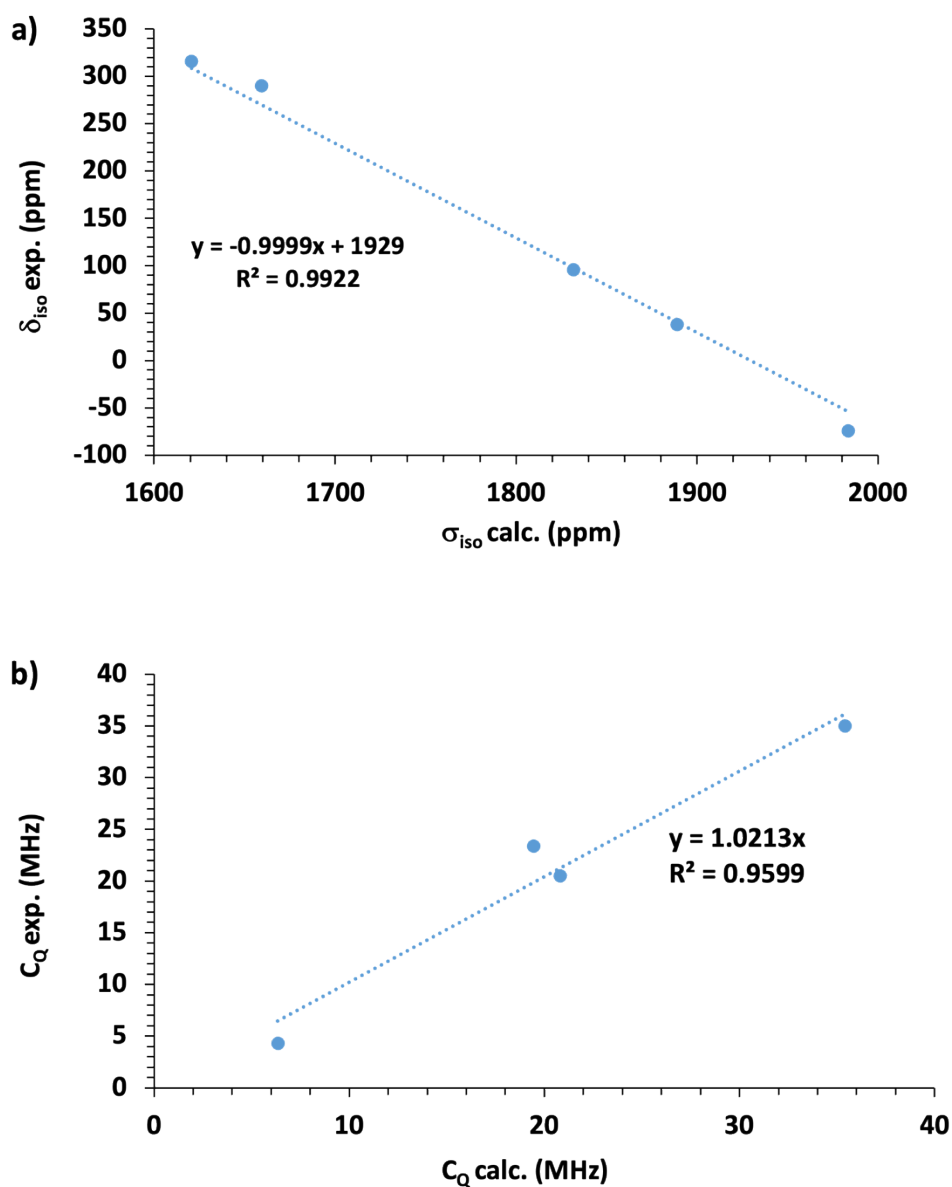 a)
350
300
250
200
150
100
50
0
-50
-100
δiso exp. (ppm)
y = -0.9999x + 1929
R² = 0.9922
1600 1700 1800 1900 2000
σiso calc. (ppm)
b)
40
35
30
25
20
15
10
5
0
CQ exp. (MHz)
y = 1.0213x
R² = 0.9599
0 10 20 30 40
CQ calc. (MHz)